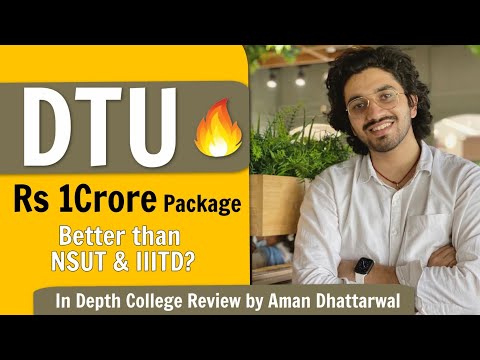 DTU
Rs 1Crore Package
Better than
NSUT & IIITD?
In Depth College Review by Aman Dhattarwal